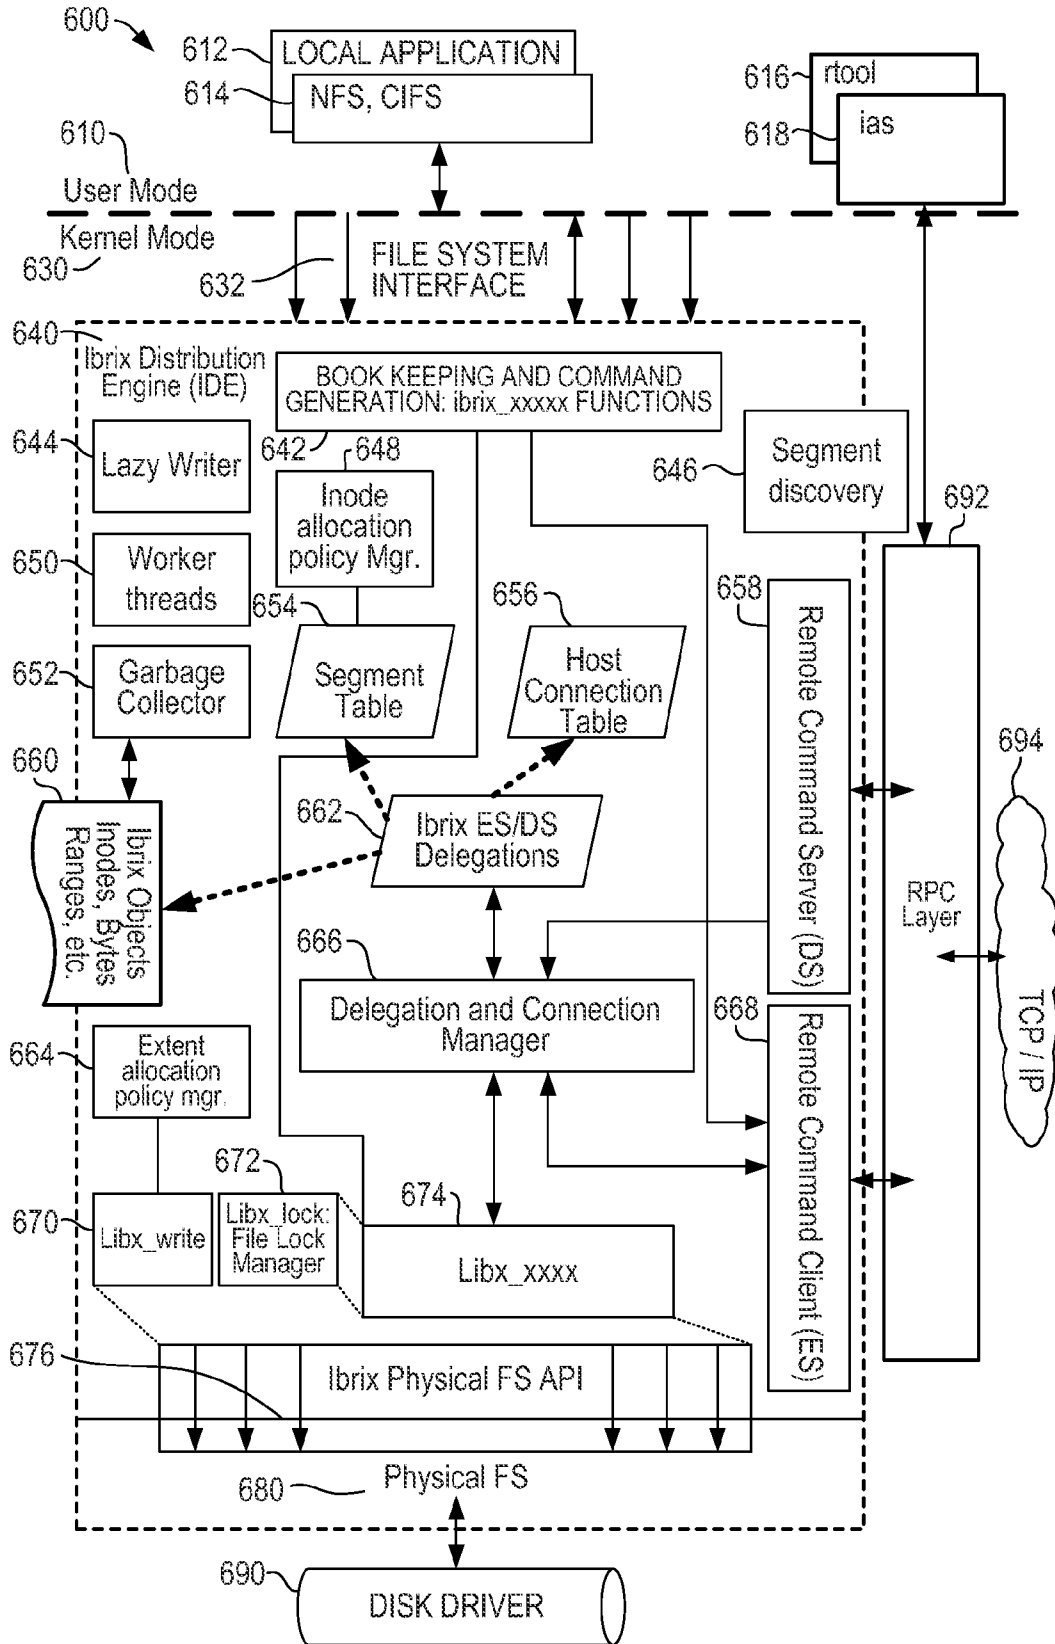 600
612
LOCAL APPLICATION
614
NFS, CIFS
616
rtool
618
ias
610
User Mode
Kernel Mode
630
632
FILE SYSTEM
INTERFACE
640
Ibrix Distribution
Engine (IDE)
BOOK KEEPING AND COMMAND
GENERATION: ibrix_xxxxx FUNCTIONS
642
644
Lazy Writer
648
Inode
allocation
policy Mgr.
646
Segment
discovery
692
650
Worker
threads
654
Segment
Table
656
Host
Connection
Table
658
Remote Command Server (DS)
652
Garbage
Collector
660
Ibrix Objects
Inodes, Bytes
Ranges, etc.
662
Ibrix ES/DS
Delegations
RPC
Layer
694
TCP / IP
666
Delegation and Connection
Manager
668
Remote Command Client (ES)
664
Extent
allocation
policy mgr.
670
Libx_write
672
Libx_lock:
File Lock
Manager
674
Libx_xxxx
676
Ibrix Physical FS API
680
Physical FS
690
DISK DRIVER